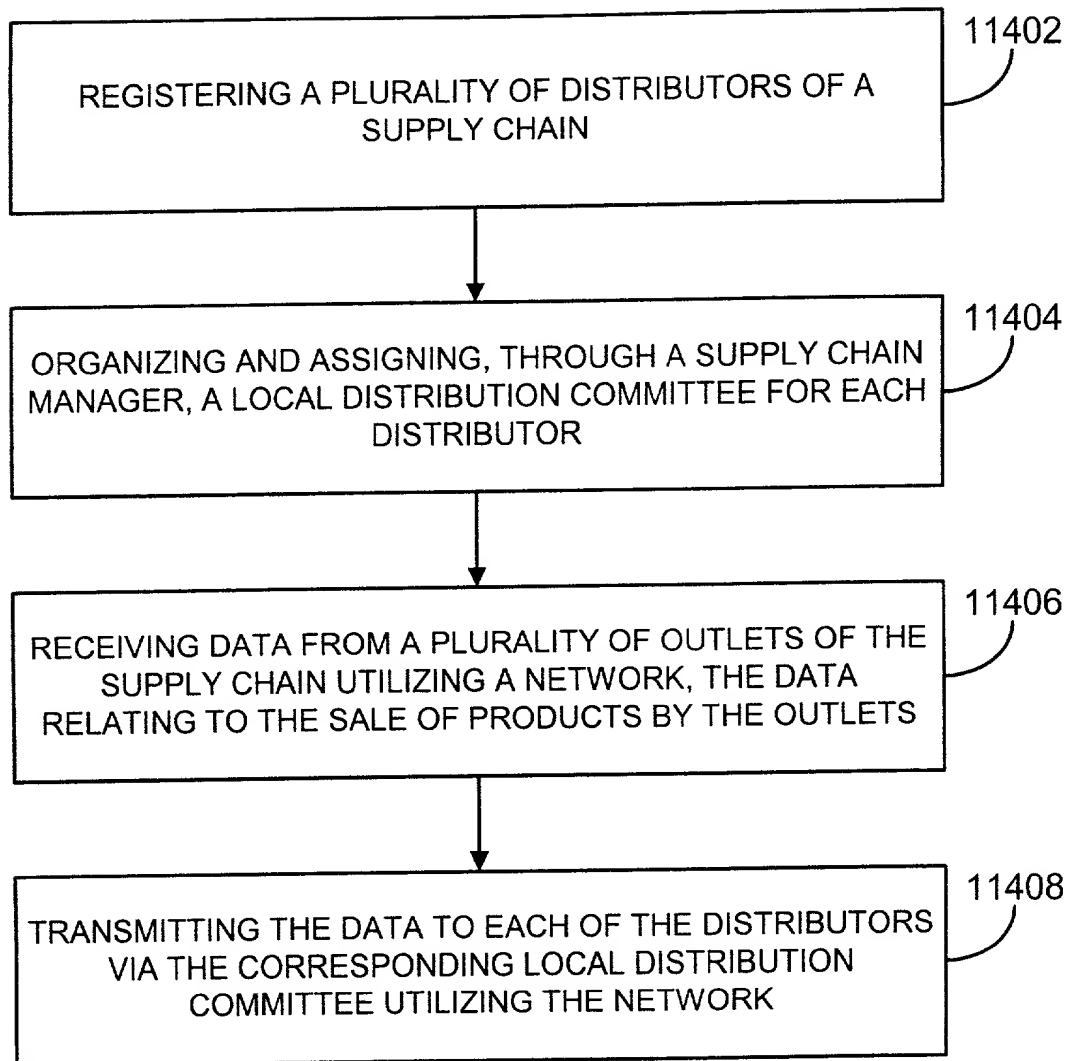 11402
REGISTERING A PLURALITY OF DISTRIBUTORS OF A
SUPPLY CHAIN
11404
ORGANIZING AND ASSIGNING, THROUGH A SUPPLY CHAIN
MANAGER, A LOCAL DISTRIBUTION COMMITTEE FOR EACH
DISTRIBUTOR
11406
RECEIVING DATA FROM A PLURALITY OF OUTLETS OF THE
SUPPLY CHAIN UTILIZING A NETWORK, THE DATA
RELATING TO THE SALE OF PRODUCTS BY THE OUTLETS
11408
TRANSMITTING THE DATA TO EACH OF THE DISTRIBUTORS
VIA THE CORRESPONDING LOCAL DISTRIBUTION
COMMITTEE UTILIZING THE NETWORK